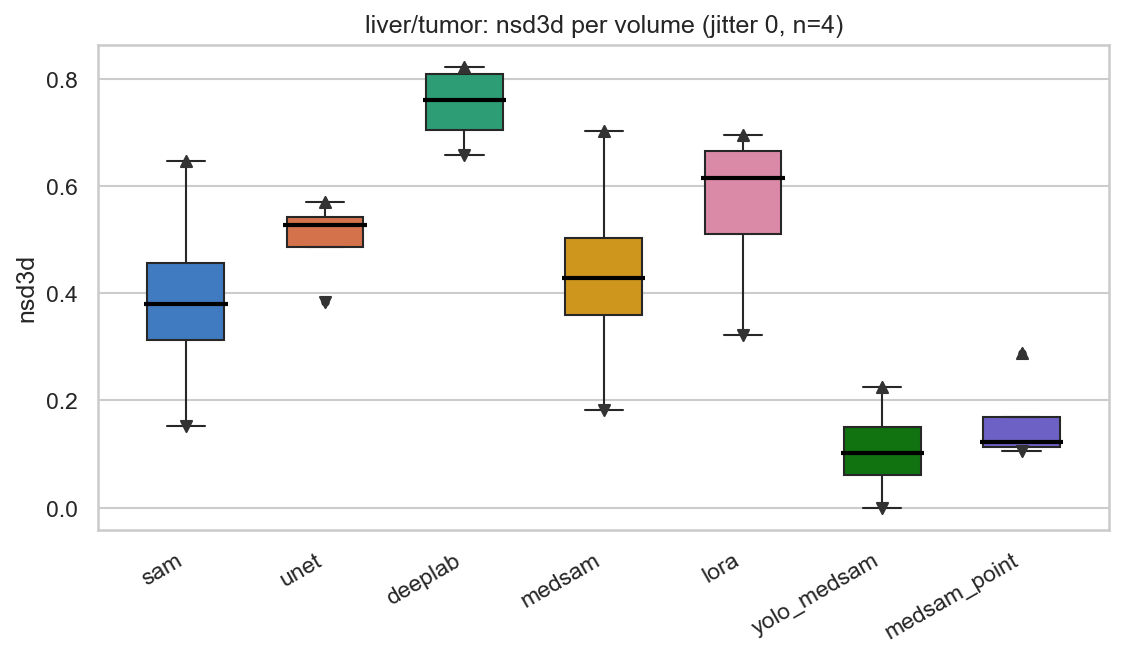 liver/tumor: nsd3d per volume (jitter 0, n=4)
nsd3d
0.8
0.6
0.4
0.2
0.0
sam
unet
deeplab
medsam
lora
yolo_medsam
medsam_point